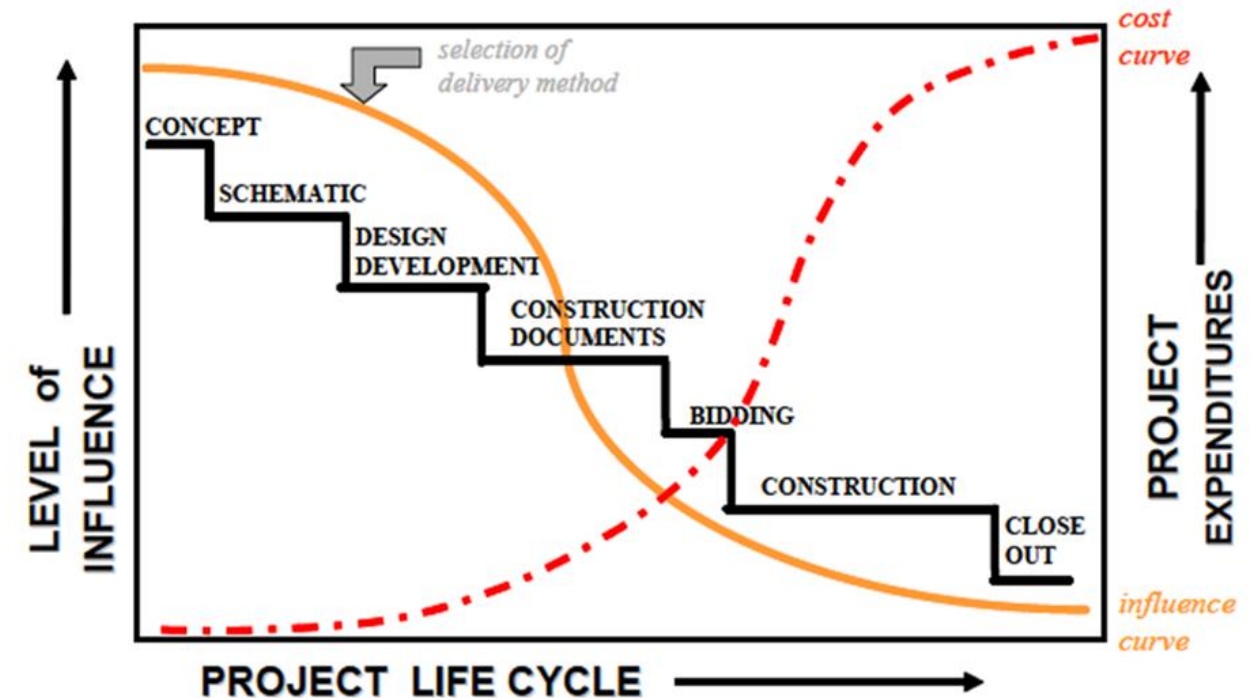 cost
curve
selection of
delivery method
CONCEPT
SCHEMATIC
DESIGN
DEVELOPMENT
CONSTRUCTION
DOCUMENTS
BIDDING
CONSTRUCTION
CLOSE
OUT
LEVEL of
INFLUENCE
PROJECT
EXPENDITURES
influence
curve
PROJECT LIFE CYCLE